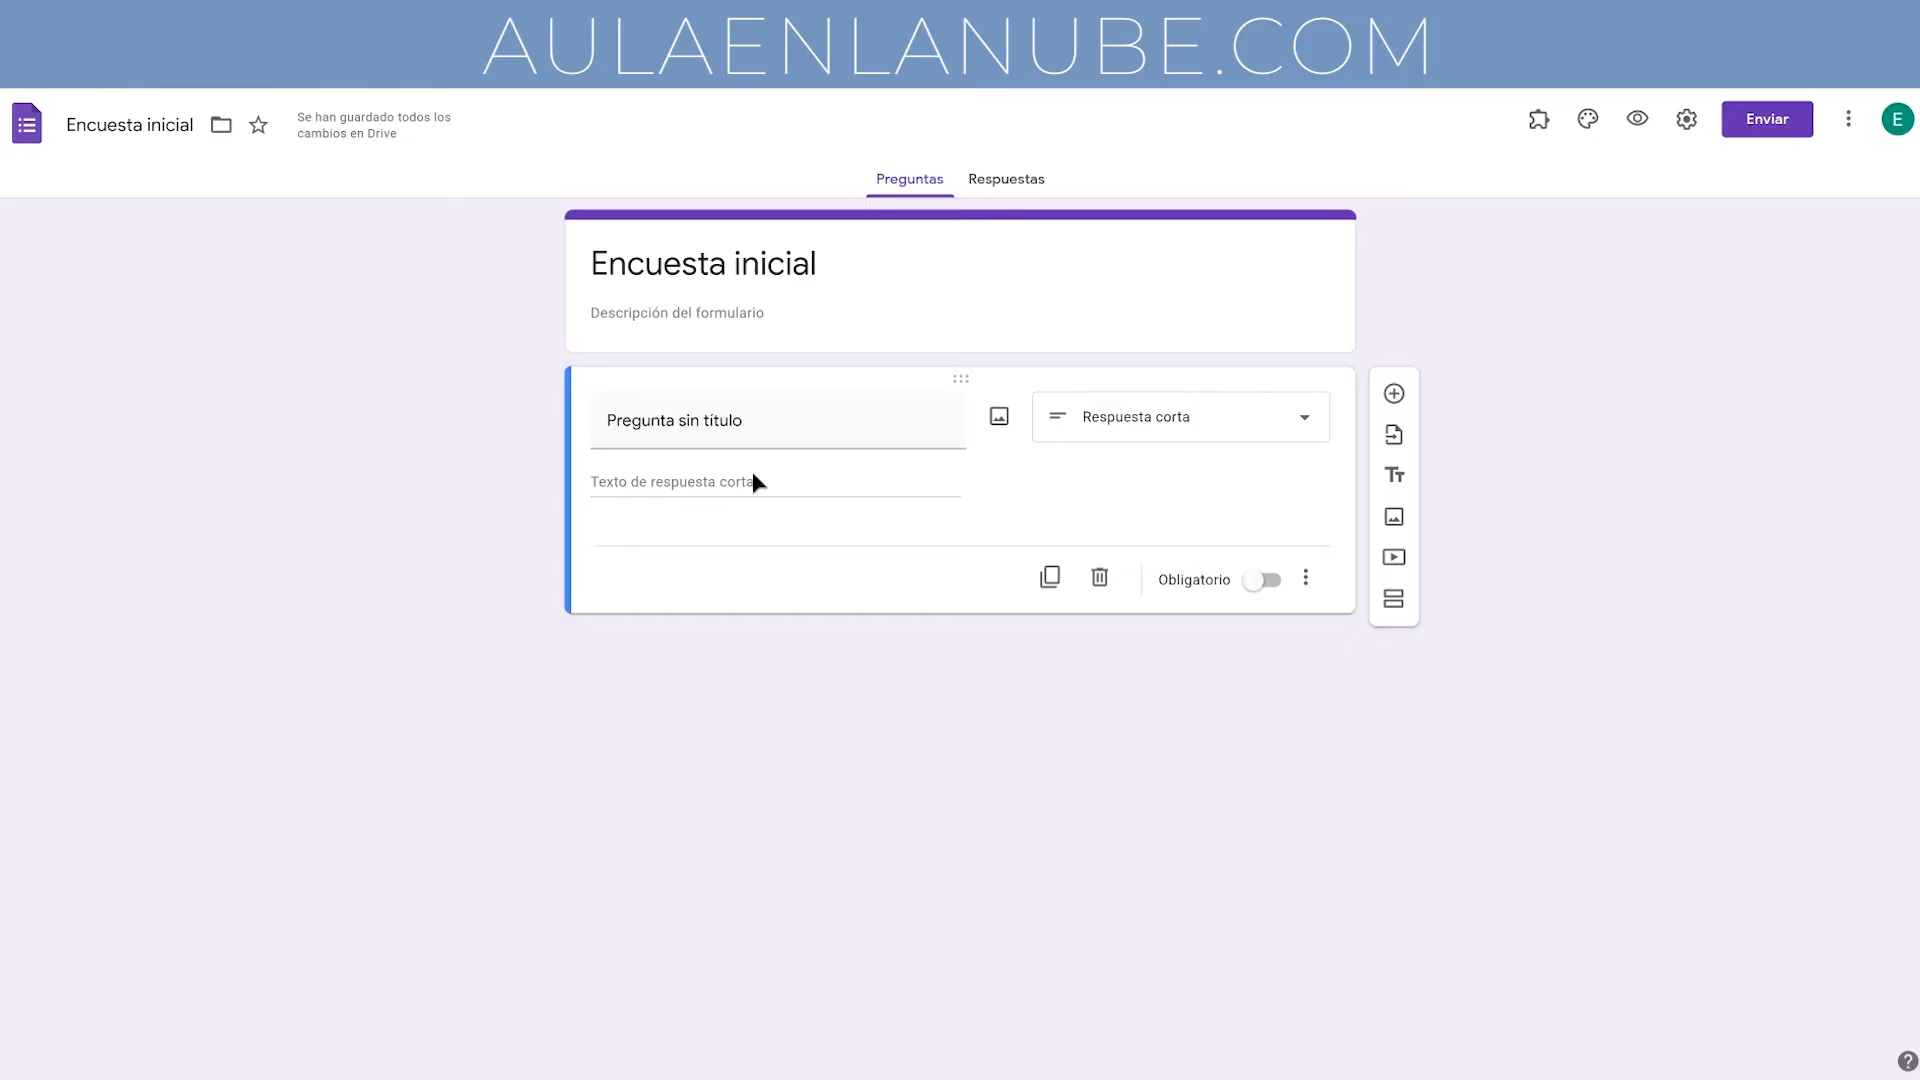 AULAENLANUBE.COM
Encuesta inicial
Se han guardado todos los
cambios en Drive
Enviar
E
Preguntas
Respuestas
Encuesta inicial
Descripción del formulario
Pregunta sin título
Respuesta corta
Tт
Texto de respuesta corta
Obligatorio
?